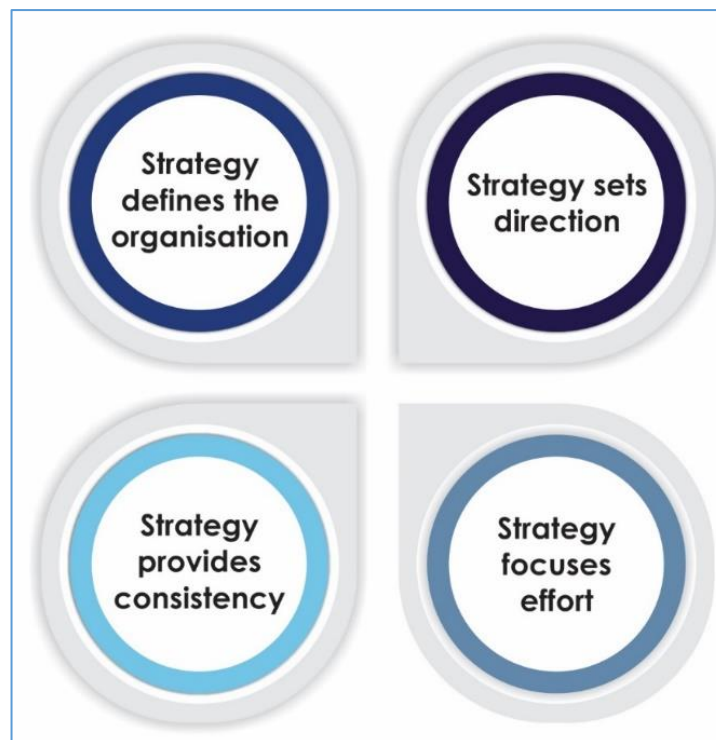 Strategy
defines the
organisation
Strategy sets
direction
Strategy
provides
consistency
Strategy
focuses
effort